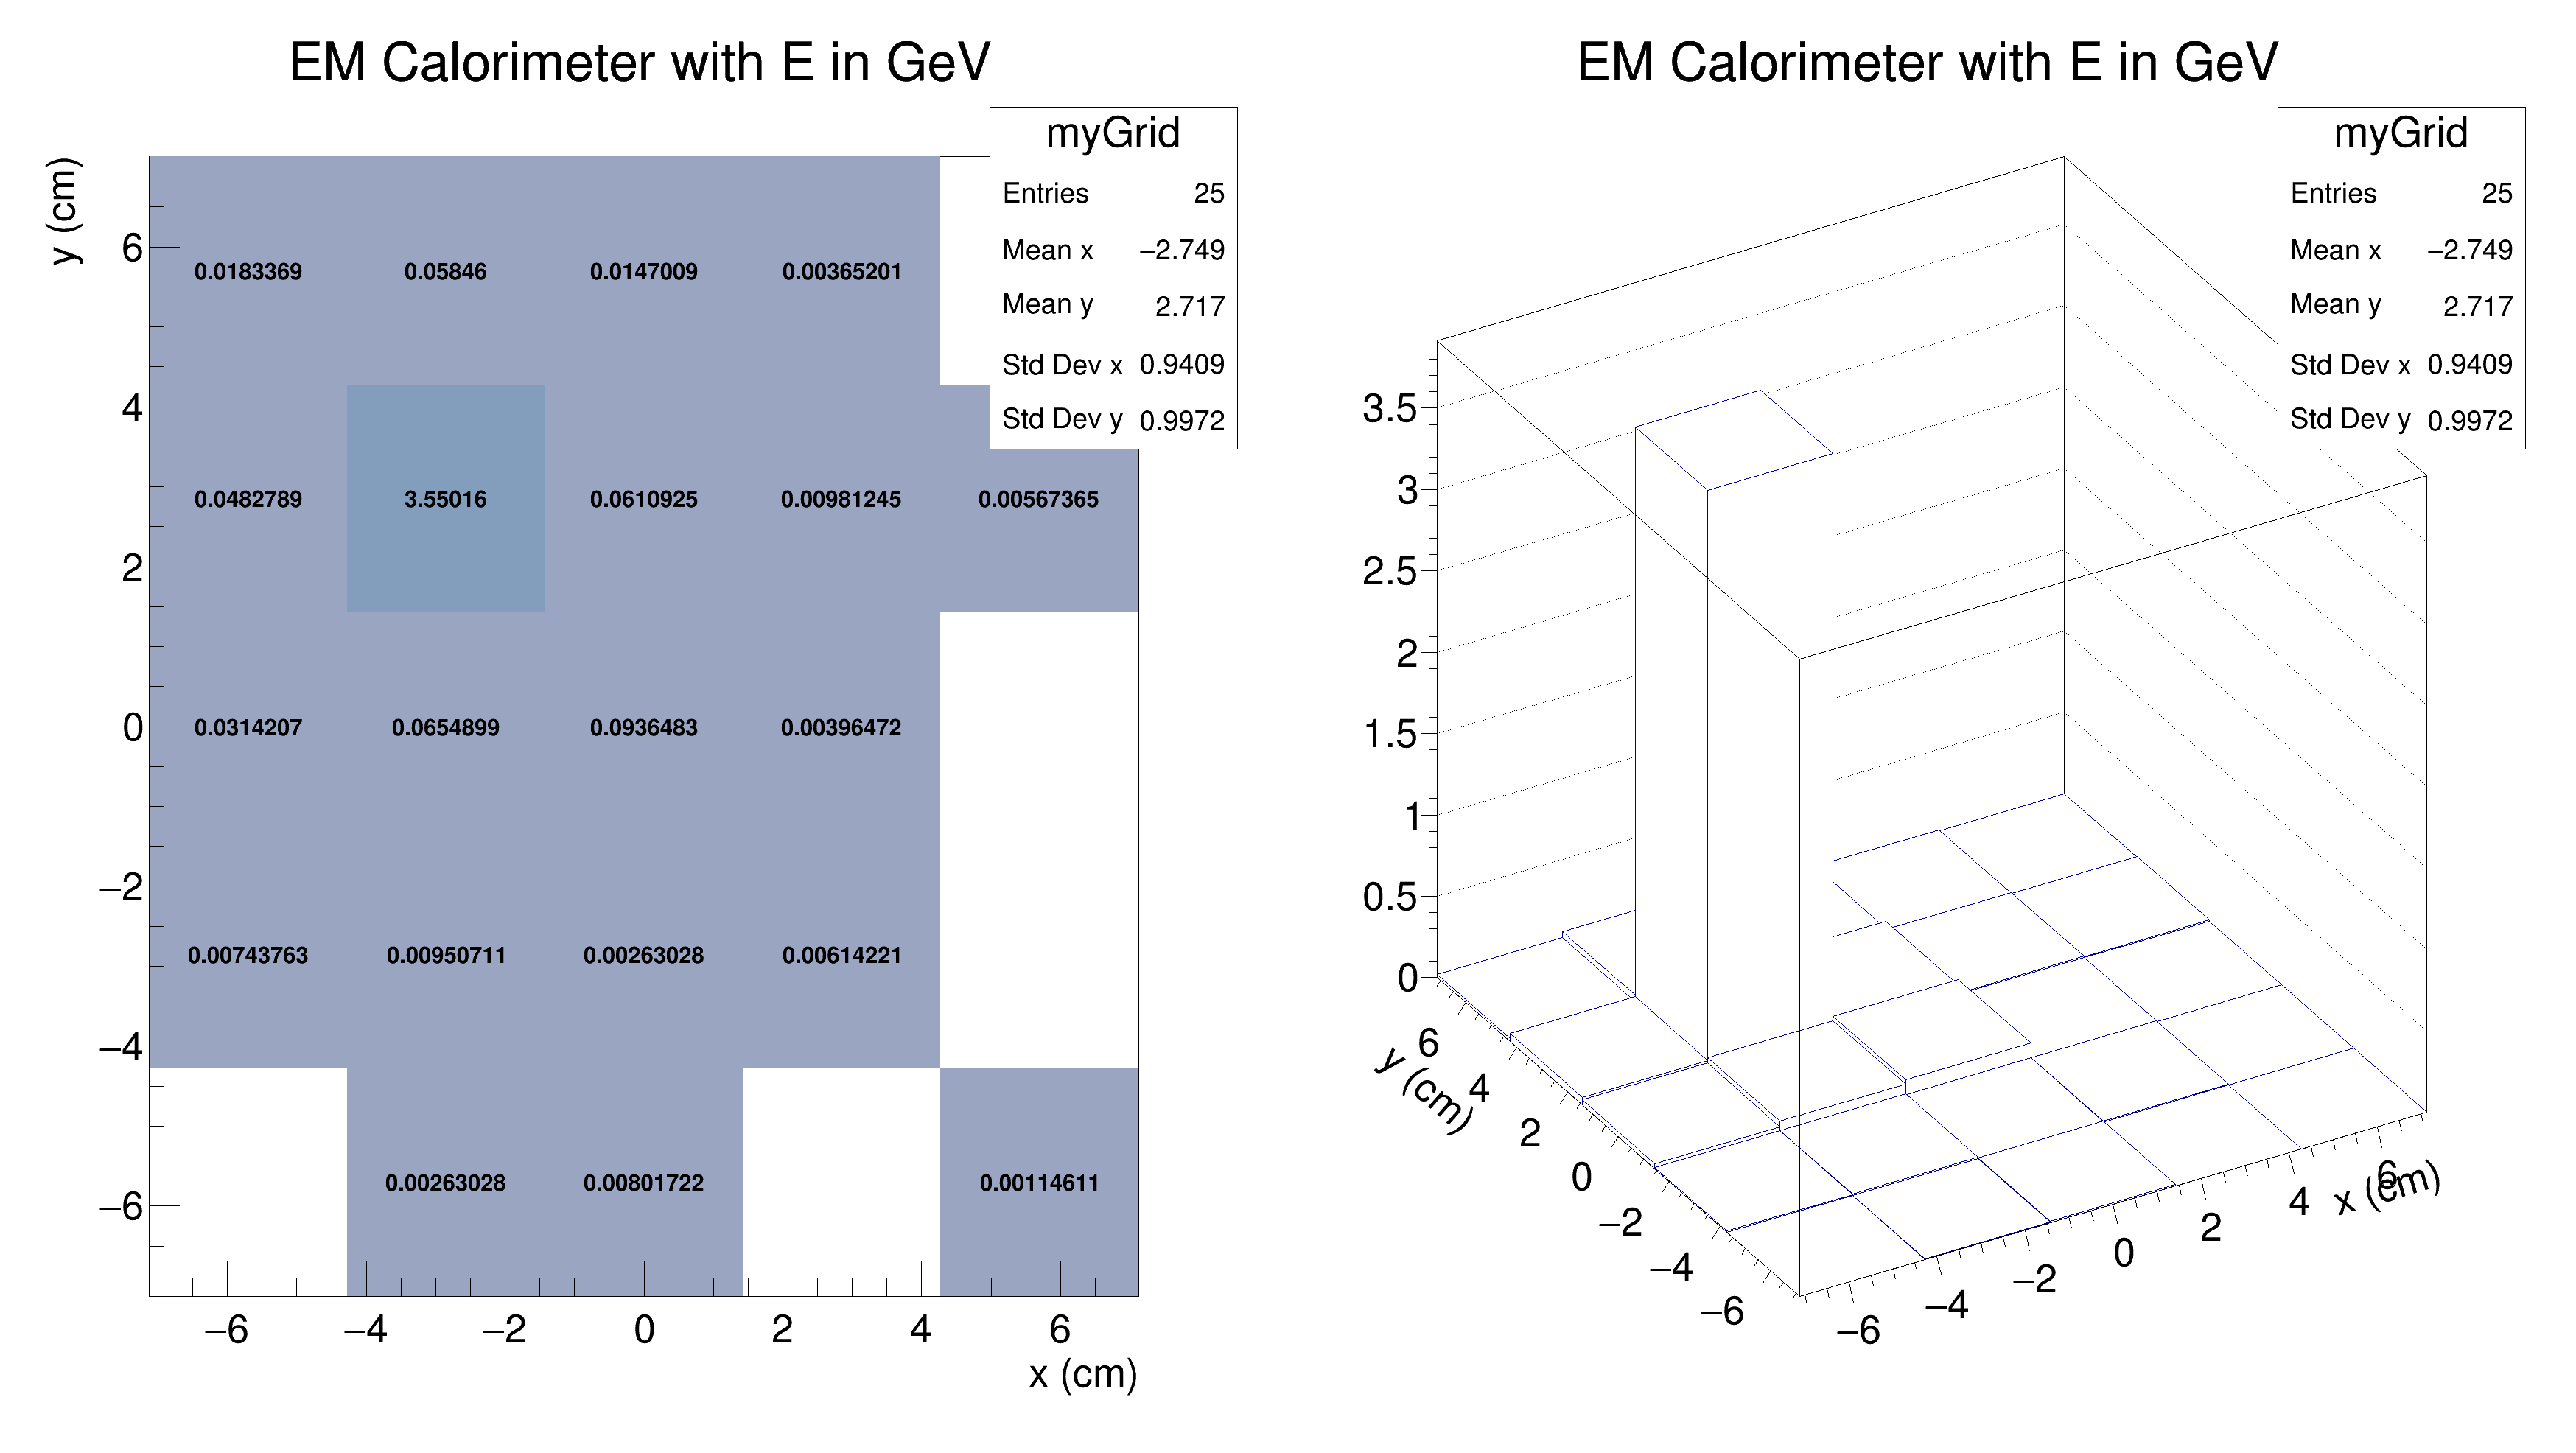 EM Calorimeter with E in GeV
myGrid
Entries 25
Mean x −2.749
Mean y 2.717
Std Dev x 0.9409
Std Dev y 0.9972
y (cm)
6
4
2
0
−2
−4
−6
0.0183369 0.05846 0.0147009 0.00365201
0.0482789 3.55016 0.0610925 0.00981245 0.00567365
0.0314207 0.0654899 0.0936483 0.00396472
0.00743763 0.00950711 0.00263028 0.00614221
0.00263028 0.00801722 0.00114611
−6 −4 −2 0 2 4 6
x (cm)
EM Calorimeter with E in GeV
myGrid
Entries 25
Mean x −2.749
Mean y 2.717
Std Dev x 0.9409
Std Dev y 0.9972
3.5
3
2.5
2
1.5
1
0.5
0
y (cm)
6
4
2
0
−2
−4
−6
−6
−4
−2
0
2
4
6
x (cm)